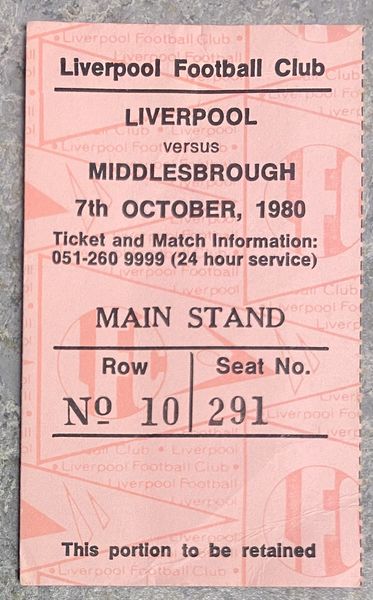 Liverpool Football Club
LIVERPOOL
versus
MIDDLESBROUGH
7th OCTOBER, 1980
Ticket and Match Information:
051-260 9999 (24 hour service)
MAIN STAND
Row Seat No.
Nº 10 291
This portion to be retained